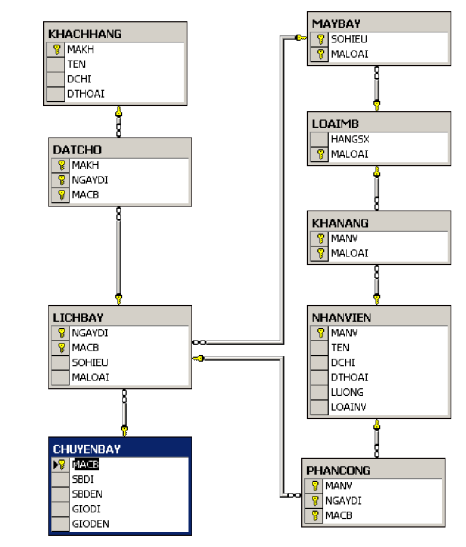 KHACHHANG
MAKH
TEN
DCHI
DTHOAI
DATCHO
MAKH
NGAYDI
MACB
LICHBAY
NGAYDI
MACB
SOHIEU
MALOAI
CHUYENBAY
MACB
SBDI
SBDEN
GIODI
GIODEN
MAYBAY
SOHIEU
MALOAI
LOAIMB
HANGSX
MALOAI
KHANANG
MANV
MALOAI
NHANVIEN
MANV
TEN
DCHI
DTHOAI
LUONG
LOAINV
PHANCONG
MANV
NGAYDI
MACB